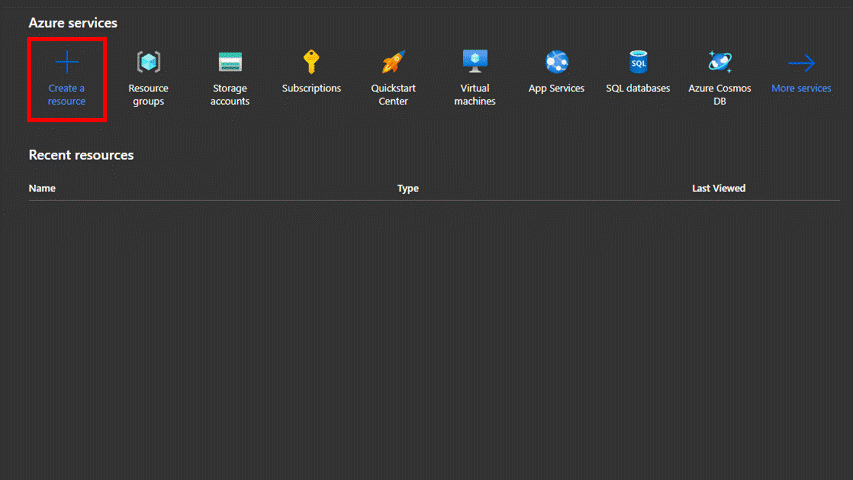 Azure services
Create a
resource
Resource
groups
Storage
accounts
Subscriptions
Quickstart
Center
Virtual
machines
App Services
SQL
SQL databases
Azure Cosmos
DB
More services
Recent resources
Name Type Last Viewed